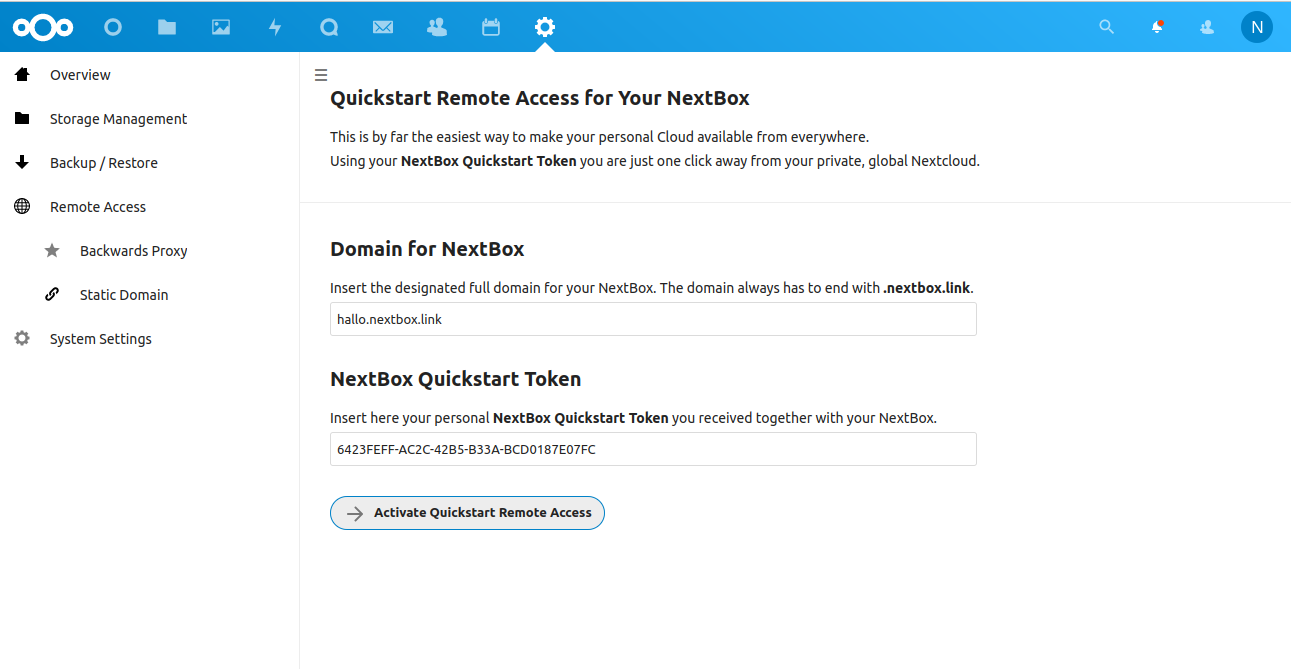 N
Overview
Storage Management
Backup / Restore
Remote Access
Backwards Proxy
Static Domain
System Settings
Quickstart Remote Access for Your NextBox
This is by far the easiest way to make your personal Cloud available from everywhere.
Using your NextBox Quickstart Token you are just one click away from your private, global Nextcloud.
Domain for NextBox
Insert the designated full domain for your NextBox. The domain always has to end with .nextbox.link.
hallo.nextbox.link
NextBox Quickstart Token
Insert here your personal NextBox Quickstart Token you received together with your NextBox.
6423FEFF-AC2C-42B5-B33A-BCD0187E07FC
Activate Quickstart Remote Access